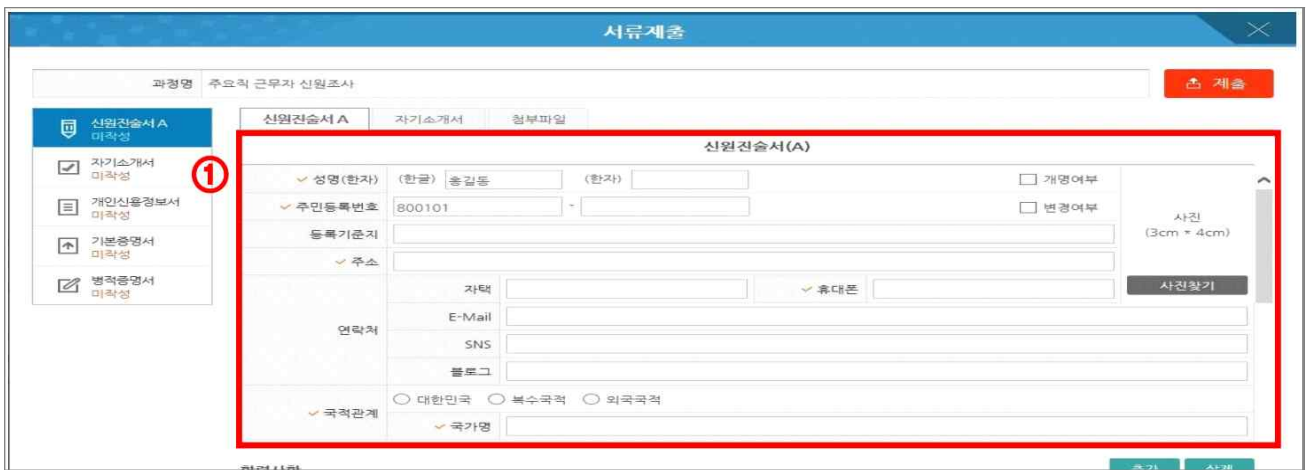 서류제출
과정명 주요직 근무자 신원조사
제출
신원진술서 A
미작성
자기소개서
미작성
개인신용정보서
미작성
기본증명서
미작성
병적증명서
미작성
신원진술서 A 자기소개서 첨부파일
①
신원진술서(A)
성명(한자) (한글) 홍길동 (한자) 개명여부
주민등록번호 800101 - 변경여부
사진
(3cm * 4cm)
등록기준지
주소
사진찾기
연락처
자택 휴대폰
E-Mail
SNS
블로그
국적관계
대한민국 복수국적 외국국적
국가명
학력사항 추가 삭제